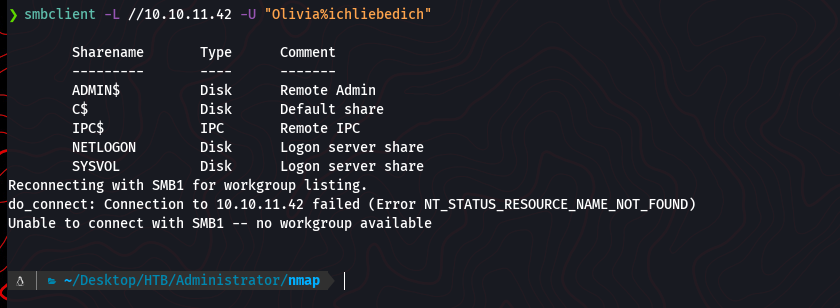 ❯ smbclient -L //10.10.11.42 -U "Olivia%ichliebedich"
Sharename Type Comment
--------- ---- -------
ADMIN$ Disk Remote Admin
C$ Disk Default share
IPC$ IPC Remote IPC
NETLOGON Disk Logon server share
SYSVOL Disk Logon server share
Reconnecting with SMB1 for workgroup listing.
do_connect: Connection to 10.10.11.42 failed (Error NT_STATUS_RESOURCE_NAME_NOT_FOUND)
Unable to connect with SMB1 -- no workgroup available
~/Desktop/HTB/Administrator/nmap